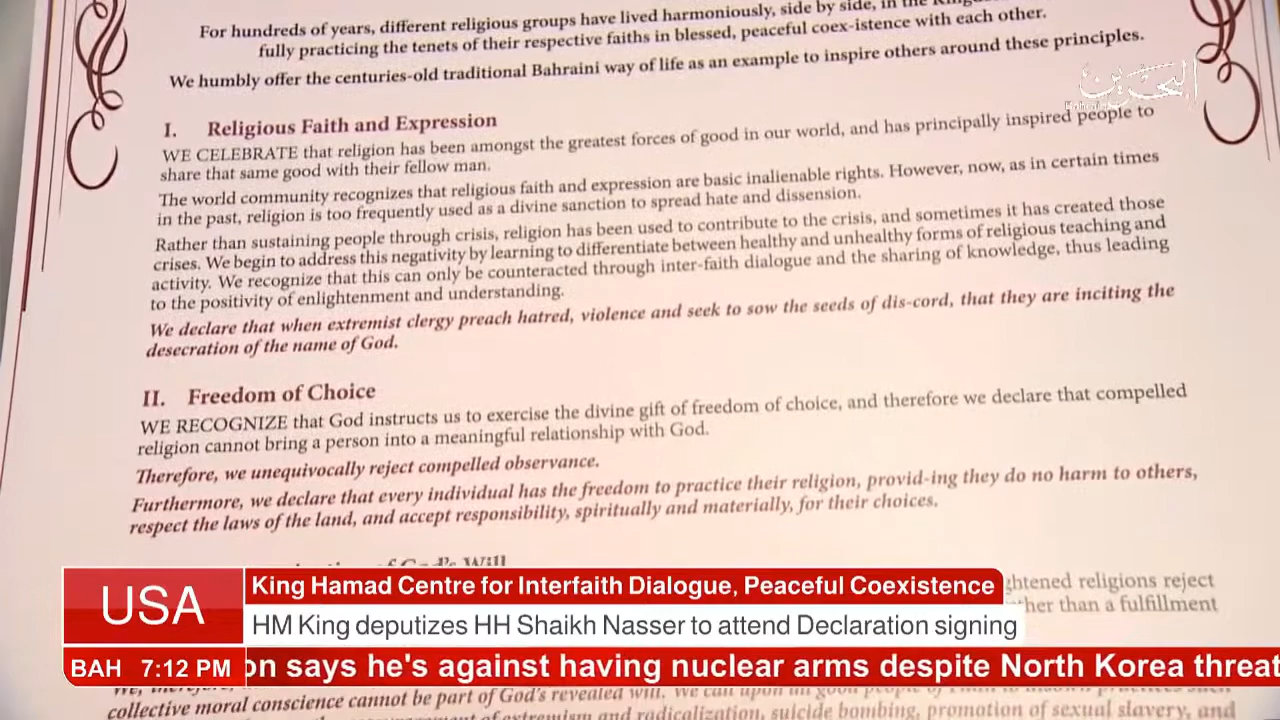 For hundreds of years, different religious groups have lived harmoniously, side by side, in the
fully practicing the tenets of their respective faiths in blessed, peaceful coex-istence with each other.
We humbly offer the centuries-old traditional Bahraini way of life as an example to inspire others around these principles.
البحرين
I. Religious Faith and Expression
WE CELEBRATE that religion has been amongst the greatest forces of good in our world, and has principally inspired people to
share that same good with their fellow man.
The world community recognizes that religious faith and expression are basic inalienable rights. However, now, as in certain times
in the past, religion is too frequently used as a divine sanction to spread hate and dissension.
Rather than sustaining people through crisis, religion has been used to contribute to the crisis, and sometimes it has created those
crises. We begin to address this negativity by learning to differentiate between healthy and unhealthy forms of religious teaching and
activity. We recognize that this can only be counteracted through inter-faith dialogue and the sharing of knowledge, thus leading
to the positivity of enlightenment and understanding.
We declare that when extremist clergy preach hatred, violence and seek to sow the seeds of dis-cord, that they are inciting the
desecration of the name of God.
II. Freedom of Choice
WE RECOGNIZE that God instructs us to exercise the divine gift of freedom of choice, and therefore we declare that compelled
religion cannot bring a person into a meaningful relationship with God.
Therefore, we unequivocally reject compelled observance.
Furthermore, we declare that every individual has the freedom to practice their religion, provid-ing they do no harm to others,
respect the laws of the land, and accept responsibility, spiritually and materially, for their choices.
of God's Will
religions reject
than a fulfillment
USA
King Hamad Centre for Interfaith Dialogue, Peaceful Coexistence
HM King deputizes HH Shaikh Nasser to attend Declaration signing
BAH 7:12 PM
on says he's against having nuclear arms despite North Korea threat
collective moral conscience cannot be part of God's revealed will. We call upon all good people of
of extremism and radicalization, suicide bombing, promotion of sexual slavery, and